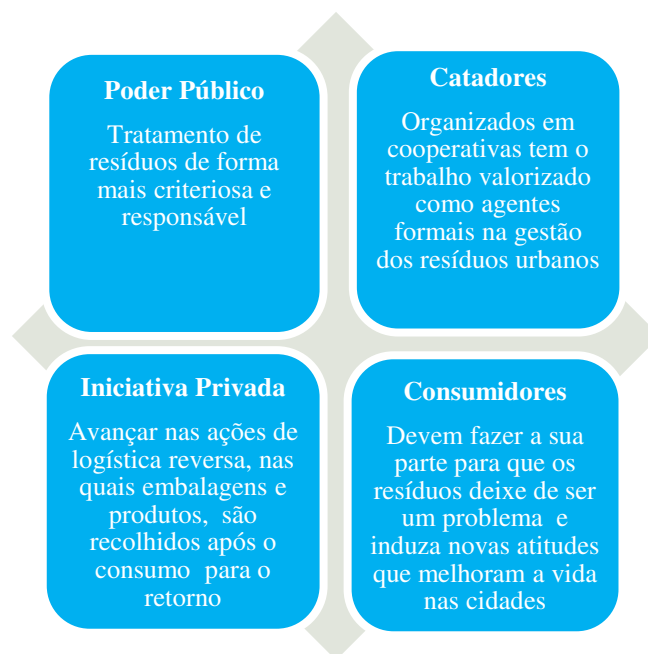 Poder Público
Tratamento de
resíduos de forma
mais criteriosa e
responsável
Catadores
Organizados em
cooperativas tem o
trabalho valorizado
como agentes
formais na gestão
dos resíduos urbanos
Iniciativa Privada
Avançar nas ações de
logística reversa, nas
quais embalagens e
produtos, são
recolhidos após o
consumo para o
retorno
Consumidores
Devem fazer a sua
parte para que os
resíduos deixe de ser
um problema e
induza novas atitudes
que melhoram a vida
nas cidades